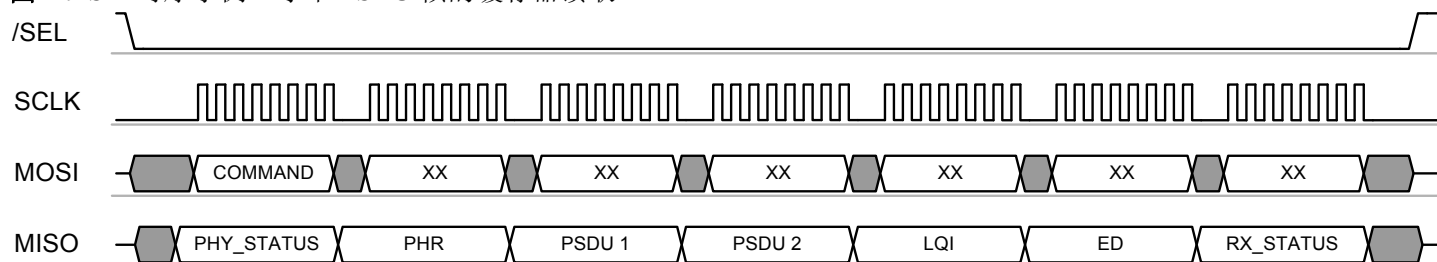 /SEL
SCLK
MOSI COMMAND XX XX XX XX XX XX
MISO PHY_STATUS PHR PSDU 1 PSDU 2 LQI ED RX_STATUS